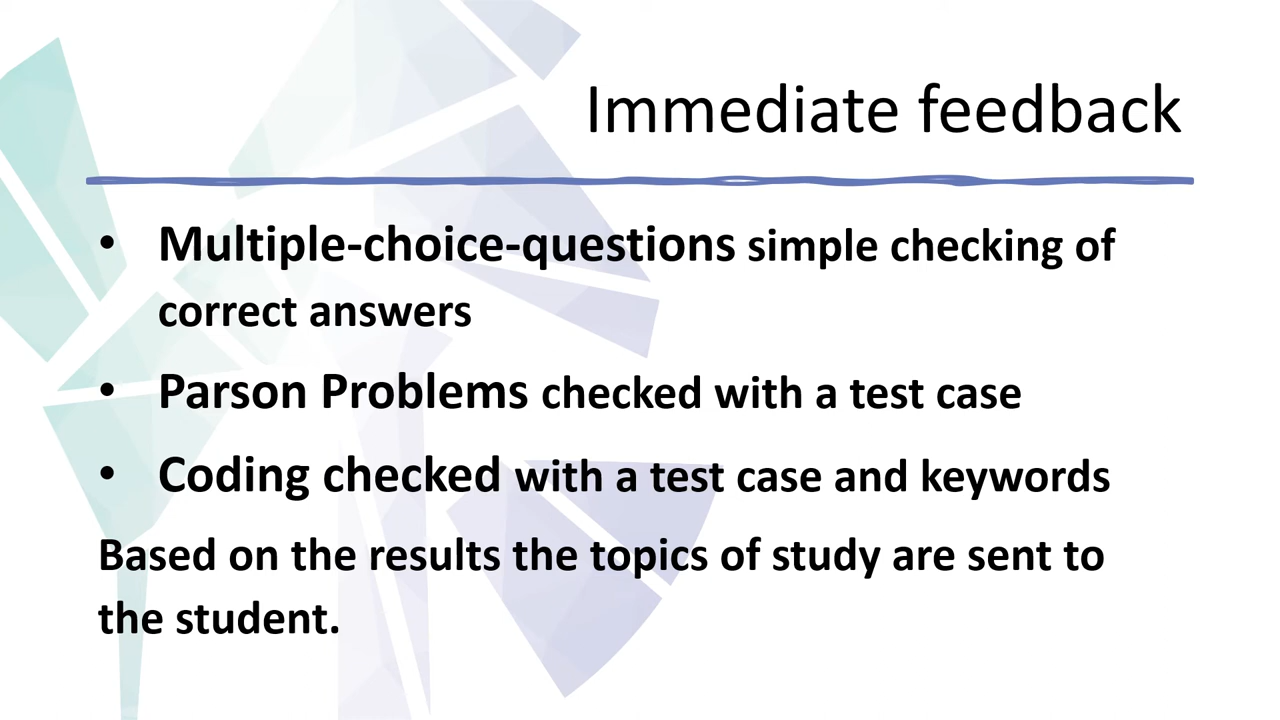 Immediate feedback
• Multiple-choice-questions simple checking of
correct answers
• Parson Problems checked with a test case
• Coding checked with a test case and keywords
Based on the results the topics of study are sent to
the student.